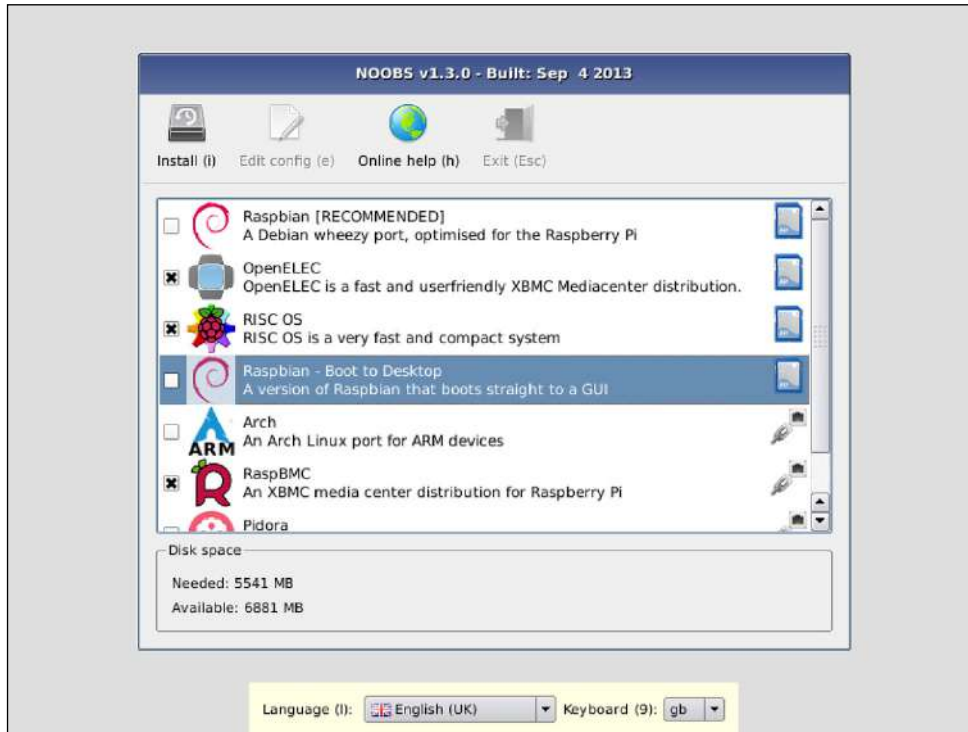 NOOBS v1.3.0 - Built: Sep 4 2013
Install (i) Edit config (e) Online help (h) Exit (Esc)
Raspbian [RECOMMENDED]
A Debian wheezy port, optimised for the Raspberry Pi
OpenELEC
OpenELEC is a fast and userfriendly XBMC Mediacenter distribution.
RISC OS
RISC OS is a very fast and compact system
Raspbian - Boot to Desktop
A version of Raspbian that boots straight to a GUI
Arch
An Arch Linux port for ARM devices
ARM
RaspBMC
An XBMC media center distribution for Raspberry Pi
Pidora
Disk space
Needed: 5541 MB
Available: 6881 MB
Language (l): English (UK) Keyboard (9): gb